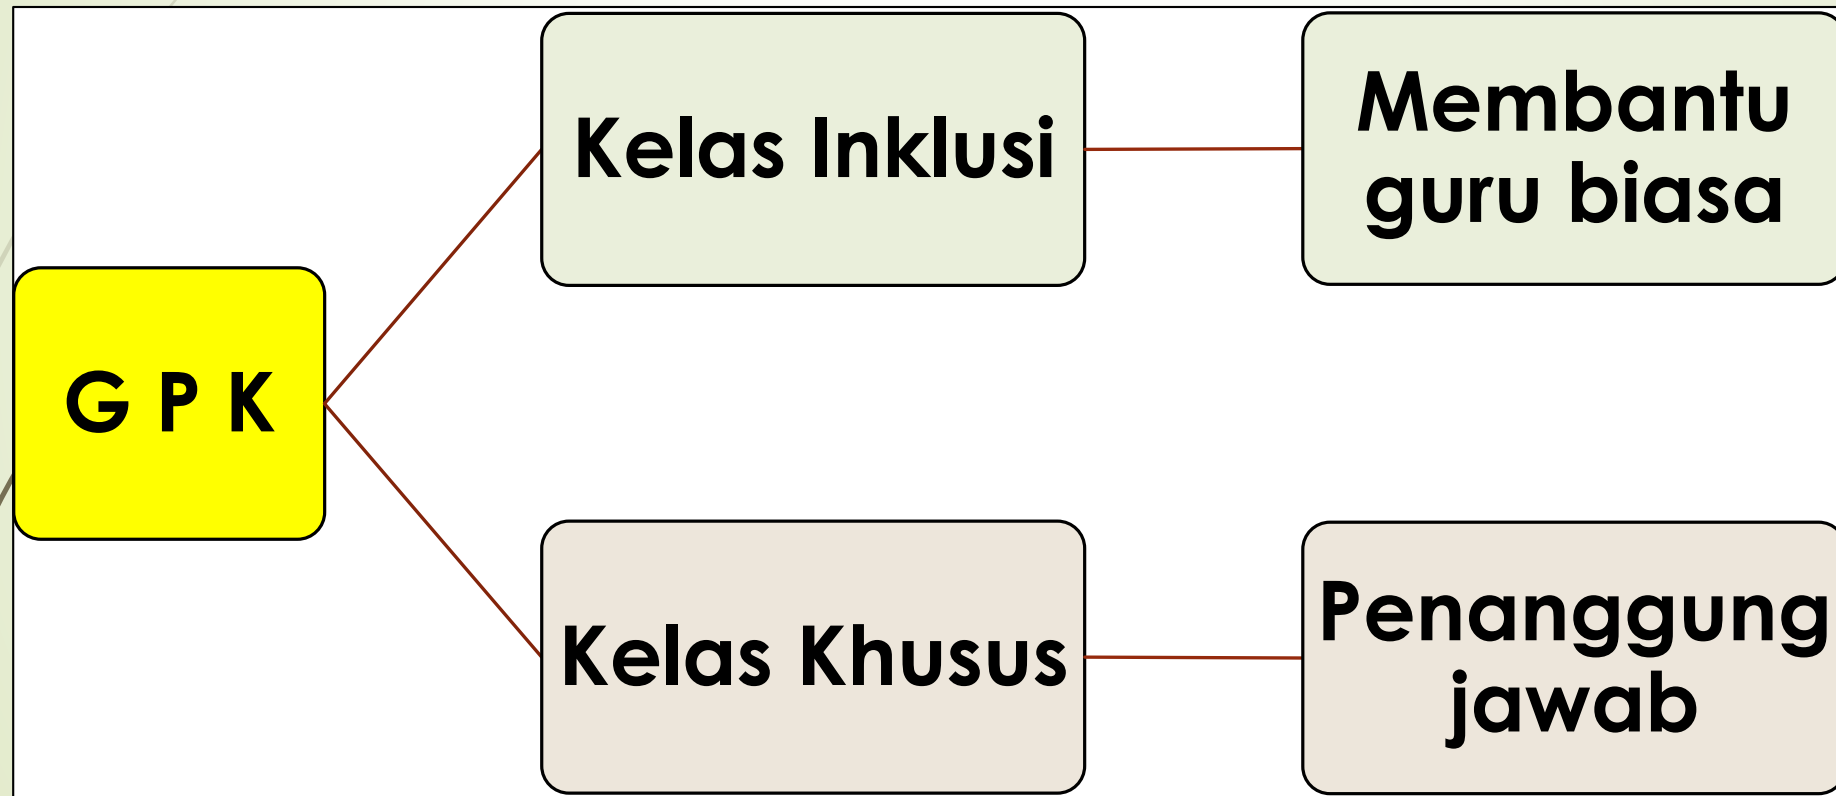 G P K
Kelas Inklusi
Membantu
guru biasa
Kelas Khusus
Penanggung
jawab